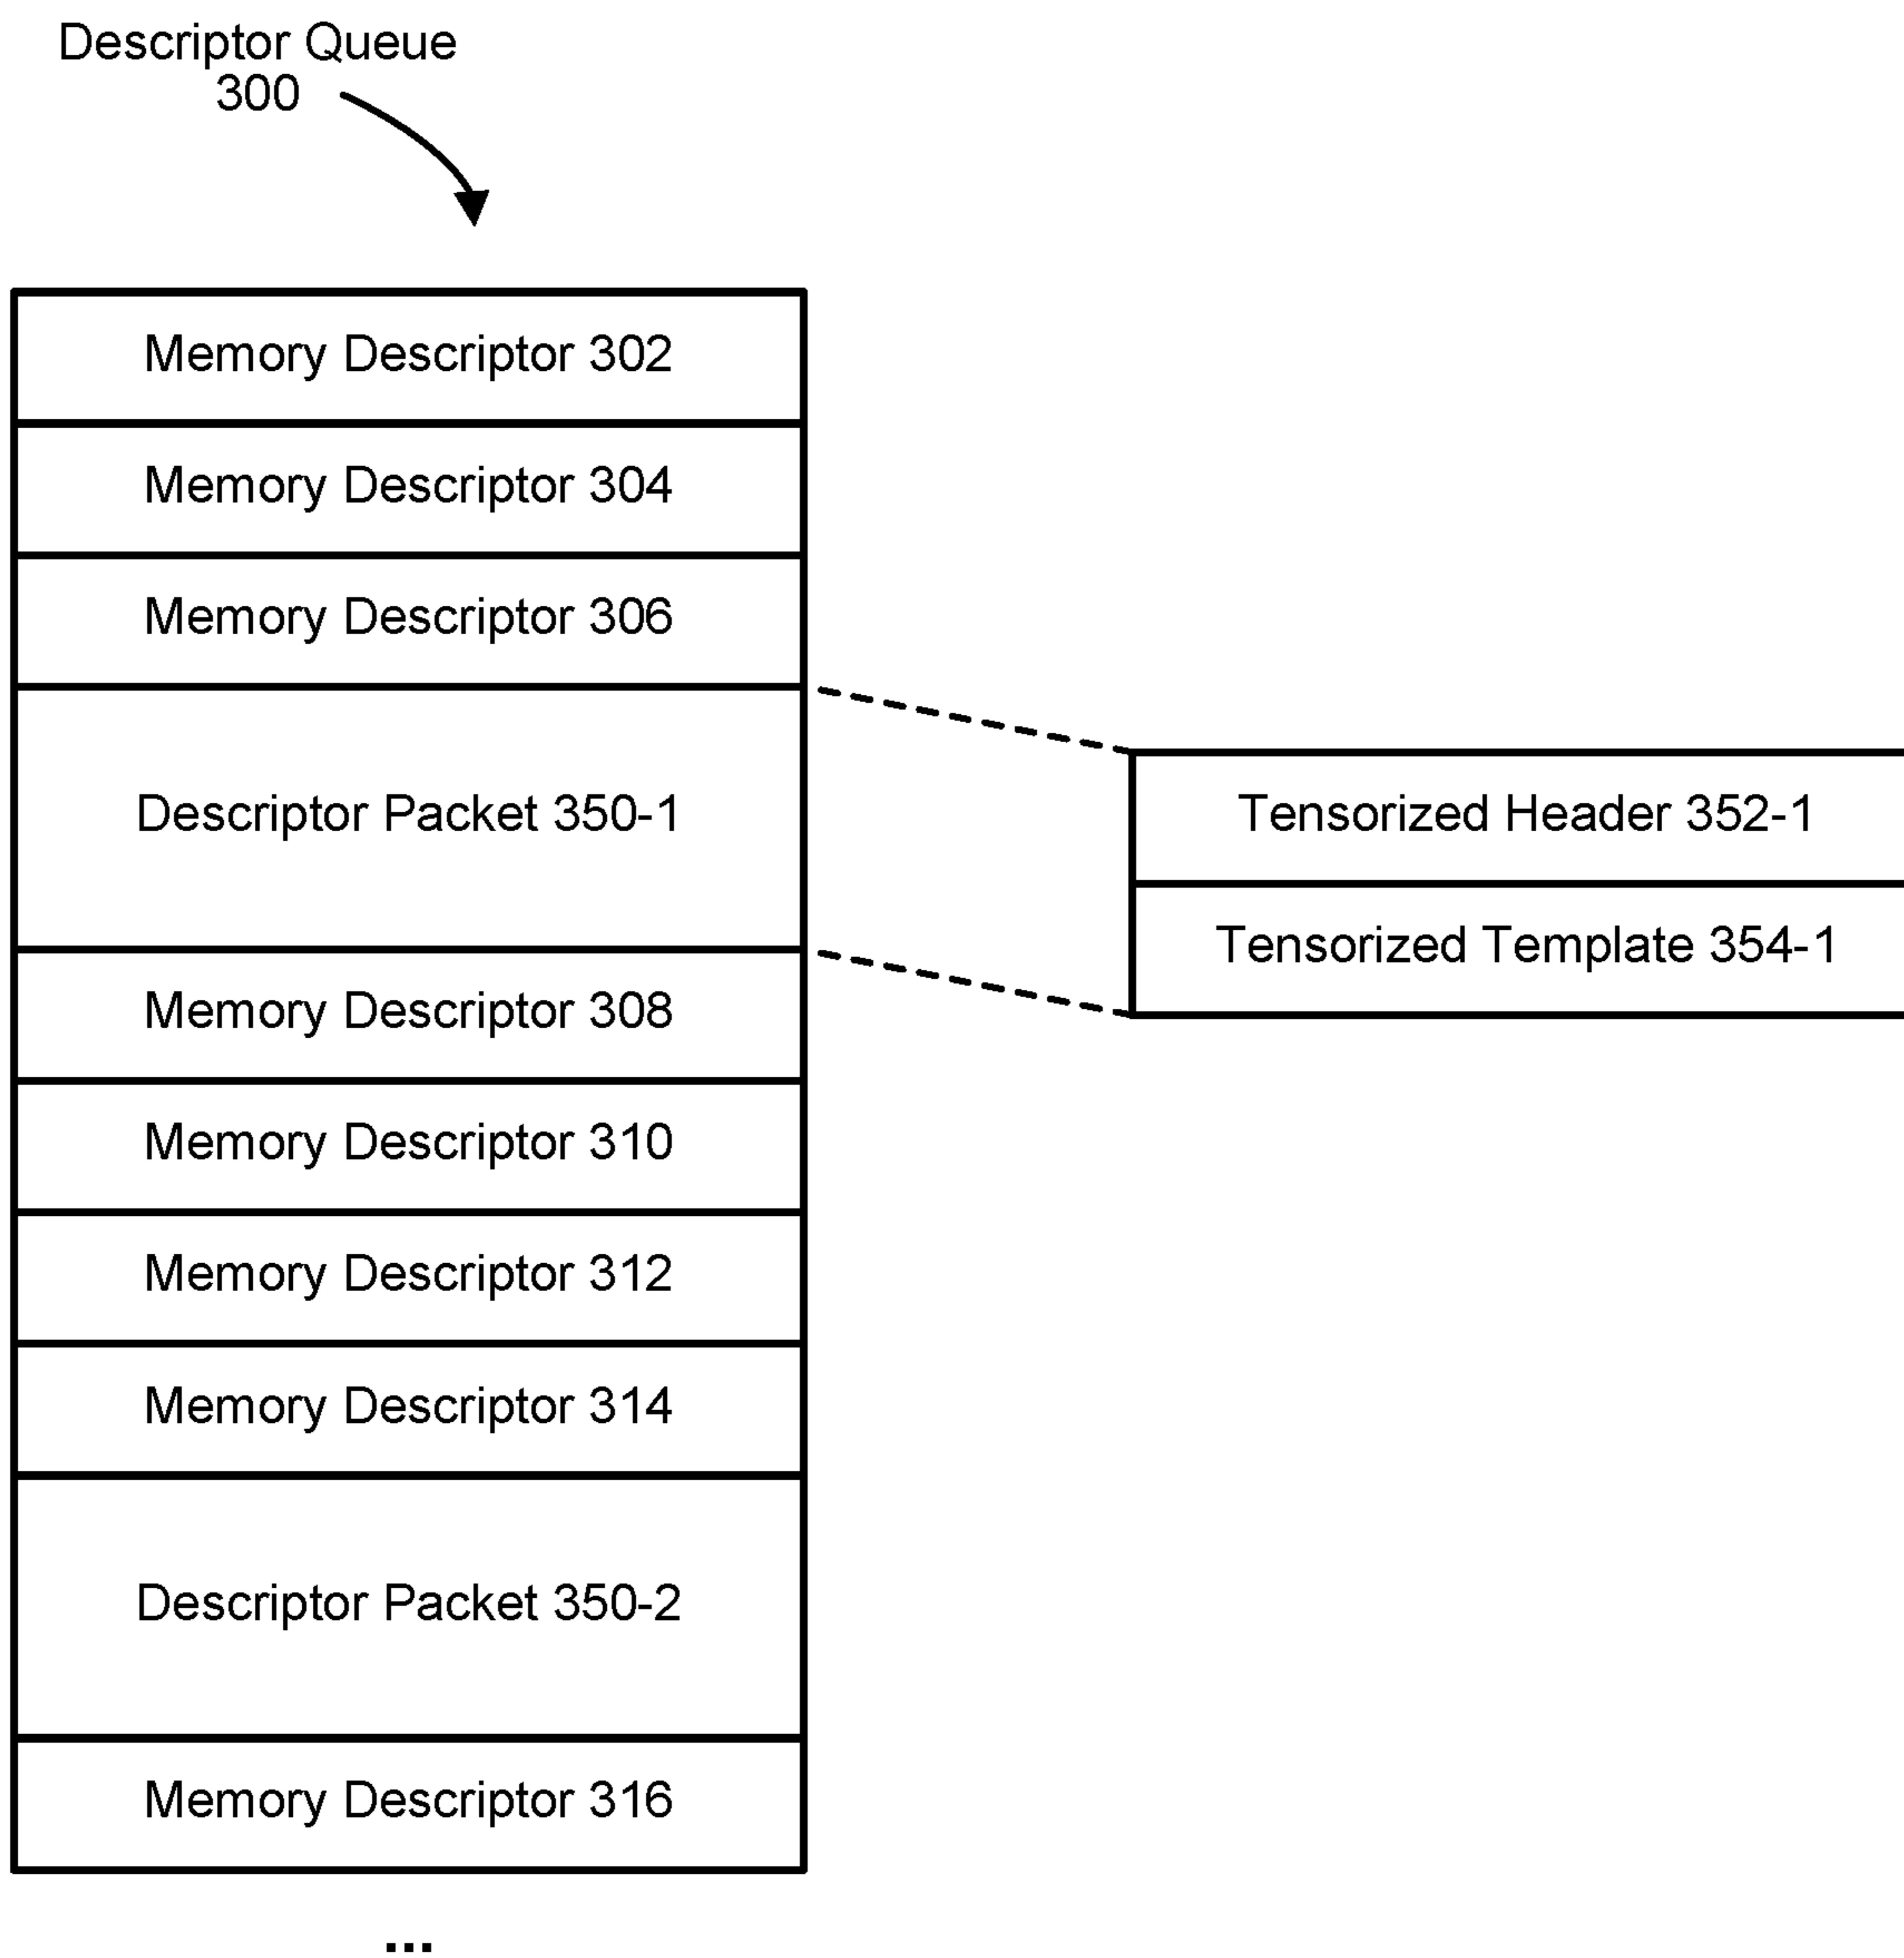 Descriptor Queue
300
Memory Descriptor 302
Memory Descriptor 304
Memory Descriptor 306
Descriptor Packet 350-1
Tensorized Header 352-1
Tensorized Template 354-1
Memory Descriptor 308
Memory Descriptor 310
Memory Descriptor 312
Memory Descriptor 314
Descriptor Packet 350-2
Memory Descriptor 316
...